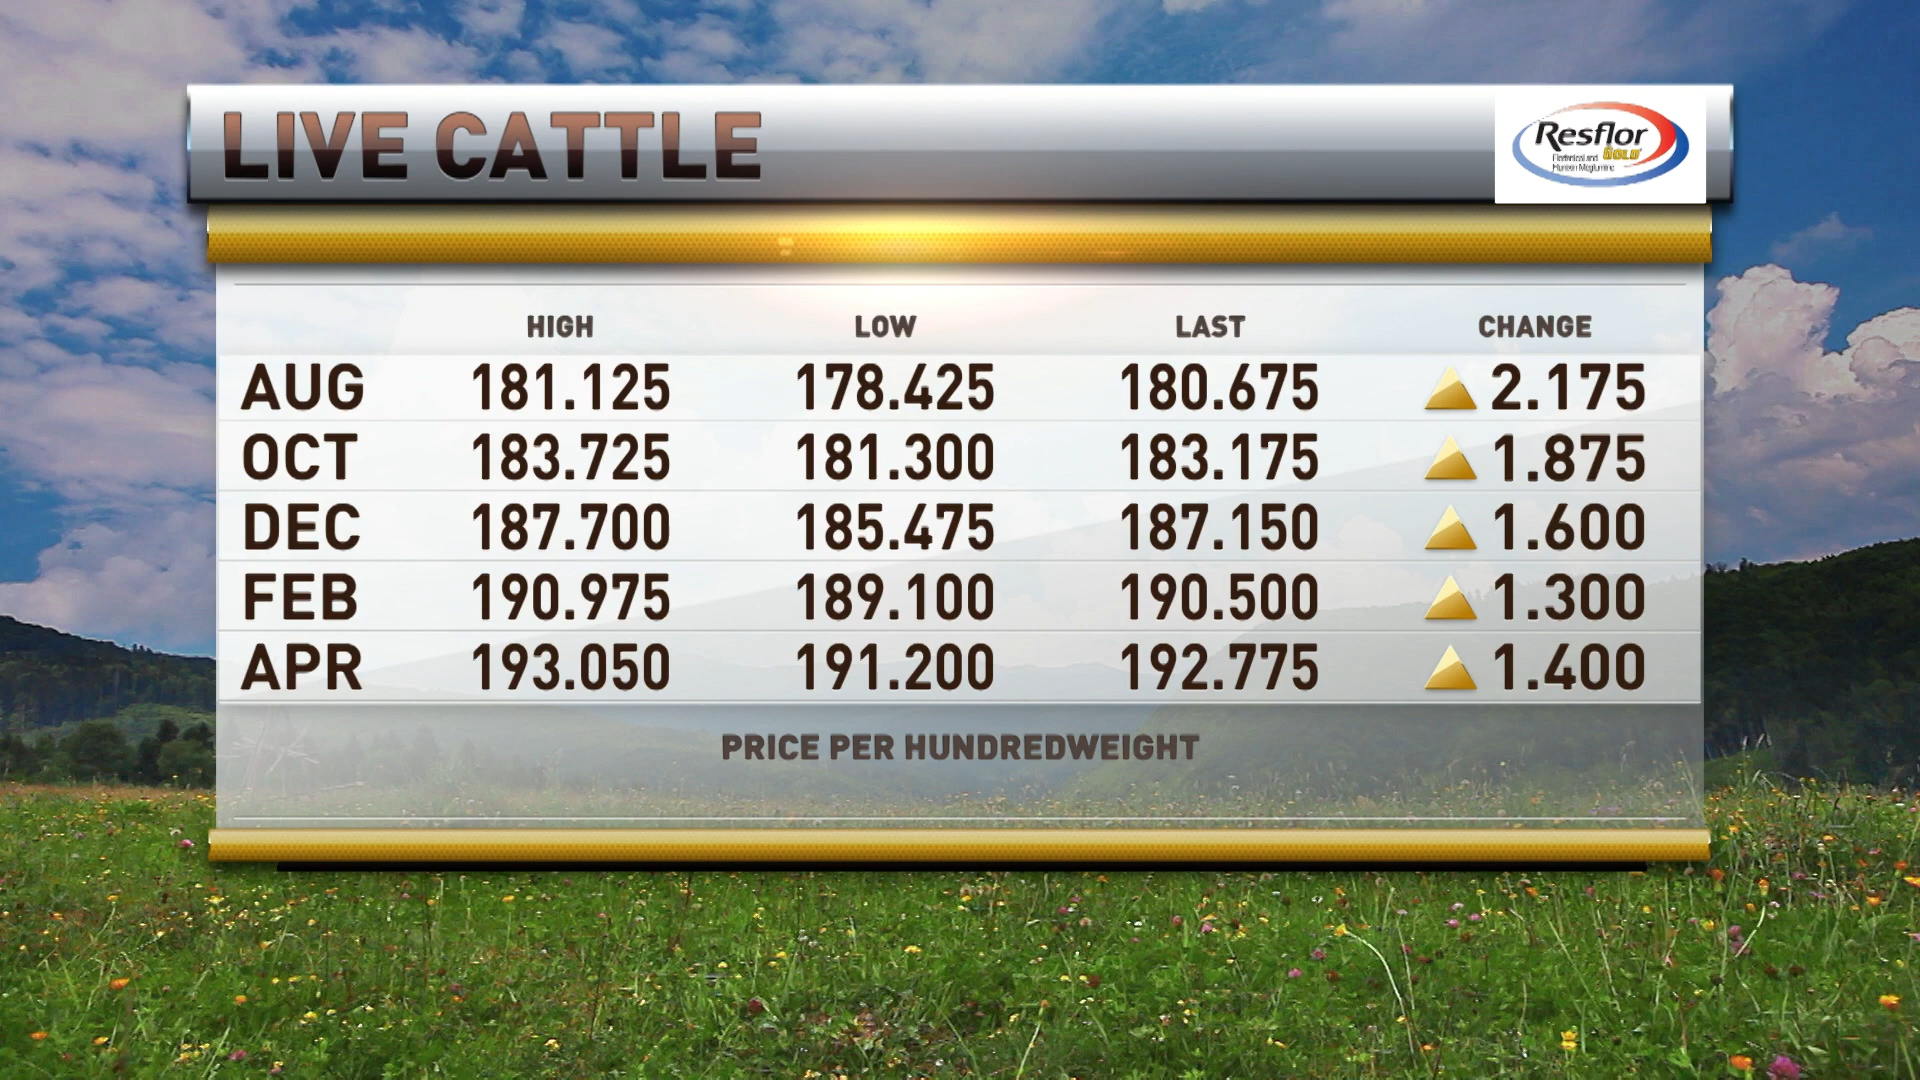 LIVE CATTLE
Resflor
GOLD
HIGH LOW LAST CHANGE
AUG 181.125 178.425 180.675 ▲ 2.175
OCT 183.725 181.300 183.175 ▲ 1.875
DEC 187.700 185.475 187.150 ▲ 1.600
FEB 190.975 189.100 190.500 ▲ 1.300
APR 193.050 191.200 192.775 ▲ 1.400
PRICE PER HUNDREDWEIGHT